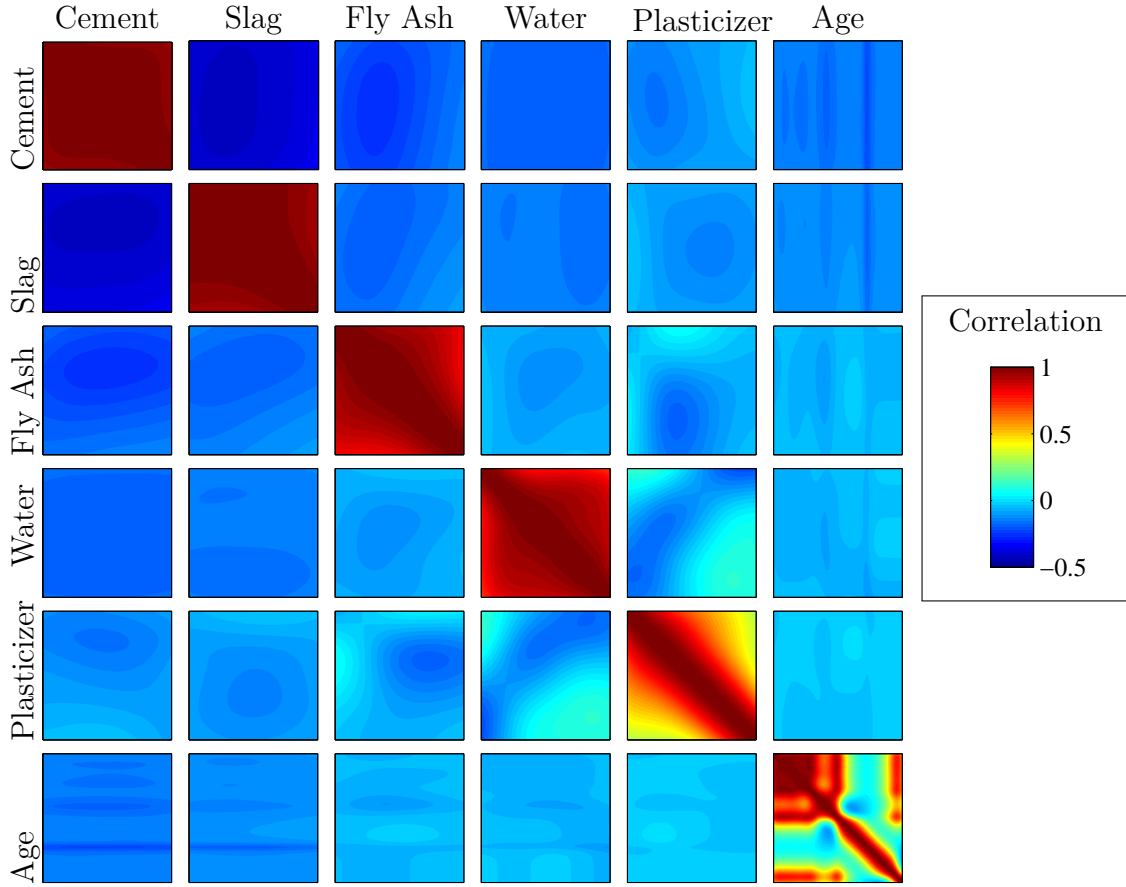 Cement Slag Fly Ash Water Plasticizer Age
Cement
Slag
Fly Ash
Water
Plasticizer
Age
Correlation
1
0.5
0
−0.5